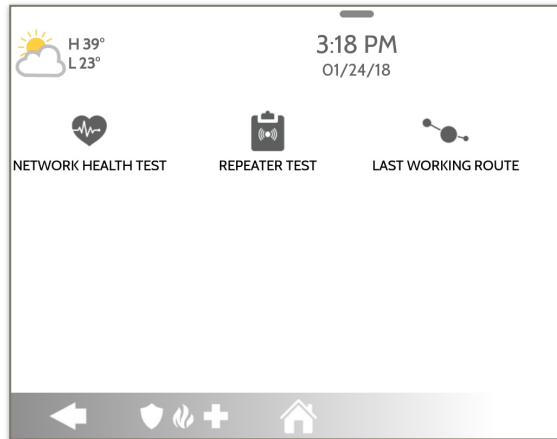 H 39°
L 23°
3:18 PM
01/24/18
NETWORK HEALTH TEST
REPEATER TEST
LAST WORKING ROUTE